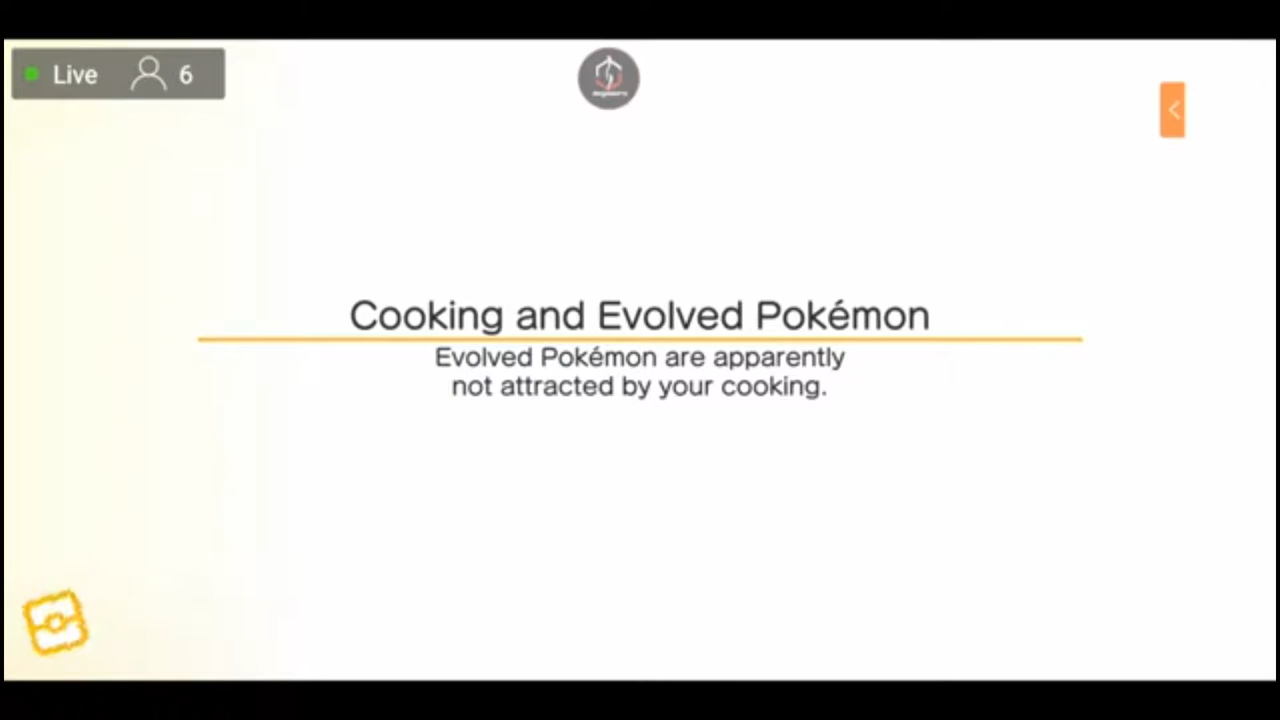 Live 6
Cooking and Evolved Pokémon
Evolved Pokémon are apparently
not attracted by your cooking.